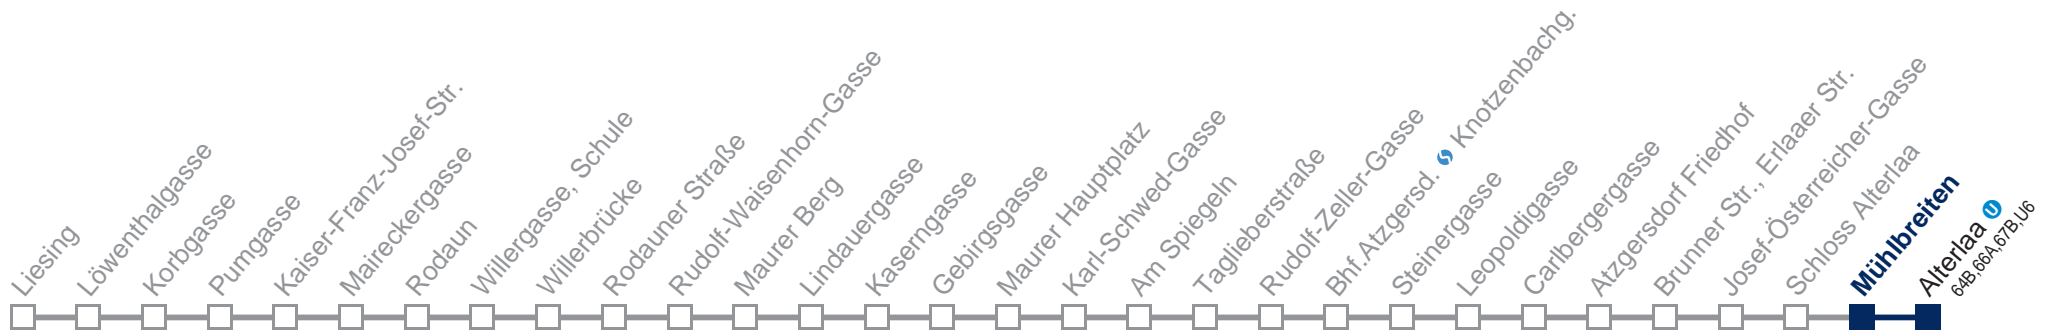 Liesing
Löwenthalgasse
Korbgasse
Pumgasse
Kaiser-Franz-Josef-Str.
Maireckergasse
Rodaun
Willergasse, Schule
Willerbrücke
Rodauner Straße
Rudolf-Waisenhorn-Gasse
Maurer Berg
Lindauergasse
Kaserngasse
Gebirgsgasse
Maurer Hauptplatz
Karl-Schwed-Gasse
Am Spiegeln
Taglieberstraße
Rudolf-Zeller-Gasse
Bhf. Atzgersd. S Knotzenbachg.
Steinergasse
Leopoldigasse
Carlbergergasse
Atzgersdorf Friedhof
Brunner Str., Erlaaer Str.
Josef-Österreicher-Gasse
Schloss Alterlaa
Mühlbreiten
Alterlaa U
64B,66A,67B,U6